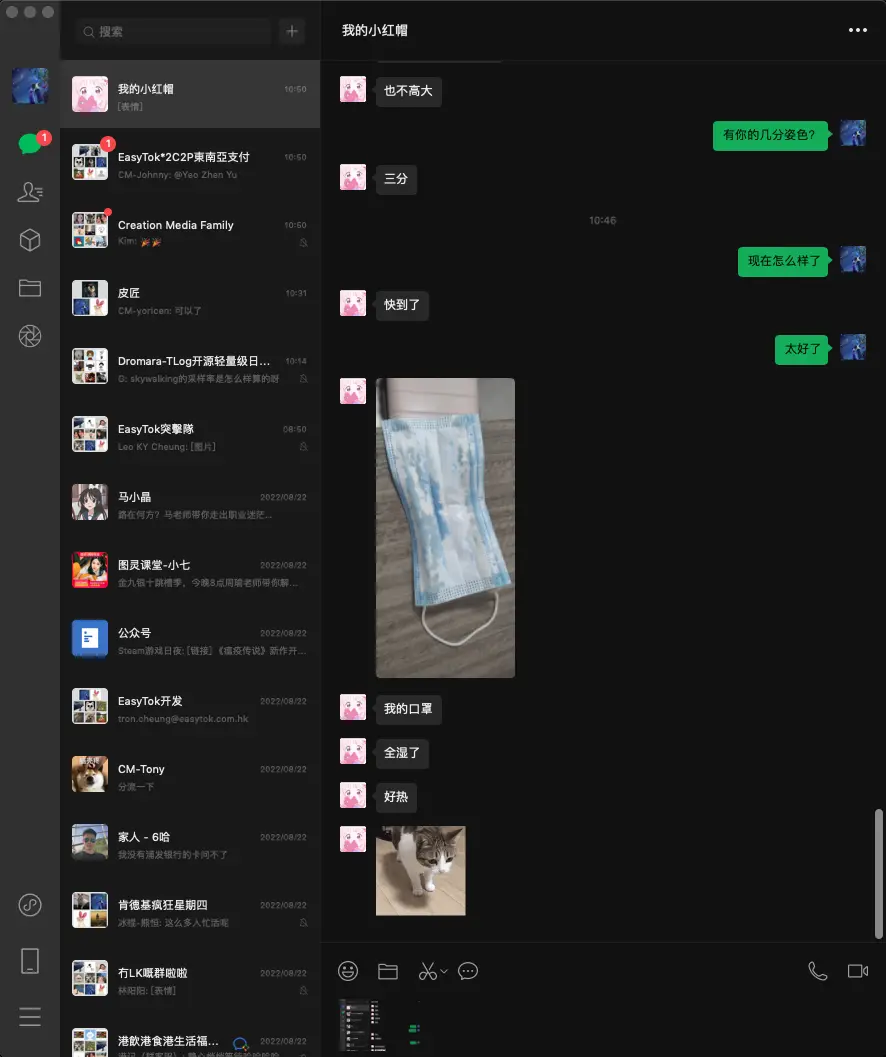 搜索
我的小红帽
10:50
[表情]
1
1
EasyTok*2C2P東南亞支付
10:50
CM-Johnny: @Yao Zhen Yu
Creation Media Family
10:50
Kim: 🎉🎉
皮匠
10:31
CM-yoricen: 可以了
Dromara-TLog开源轻量级日...
10:14
D: skywalking的采样率是怎么样算的呀
EasyTok突擊隊
08:50
Leo KY Cheung: [图片]
马小晶
2022/08/22
路在何方？马老师带你走出职业迷茫...
图灵课堂-小七
2022/08/22
金九银十跳槽季，今晚8点周瑜老师带你解...
公众号
2022/08/22
Steam游戏日夜: [链接]《瘟疫传说》新作开...
EasyTok开发
2022/08/22
tron.cheung@easytok.com.hk
CM-Tony
2022/08/22
分流一下
家人 - 6哈
2022/08/22
我没有浦发银行的卡问不了
肯德基疯狂星期四
2022/08/22
这么多人忙活呢
冇LK嘅群啦啦
2022/08/22
林阳阳: [表情]
港飲港食港生活福...
2022/08/22
我的小红帽
也不高大
有你的几分姿色?
三分
10:46
现在怎么样了
快到了
太好了
我的口罩
全湿了
好热